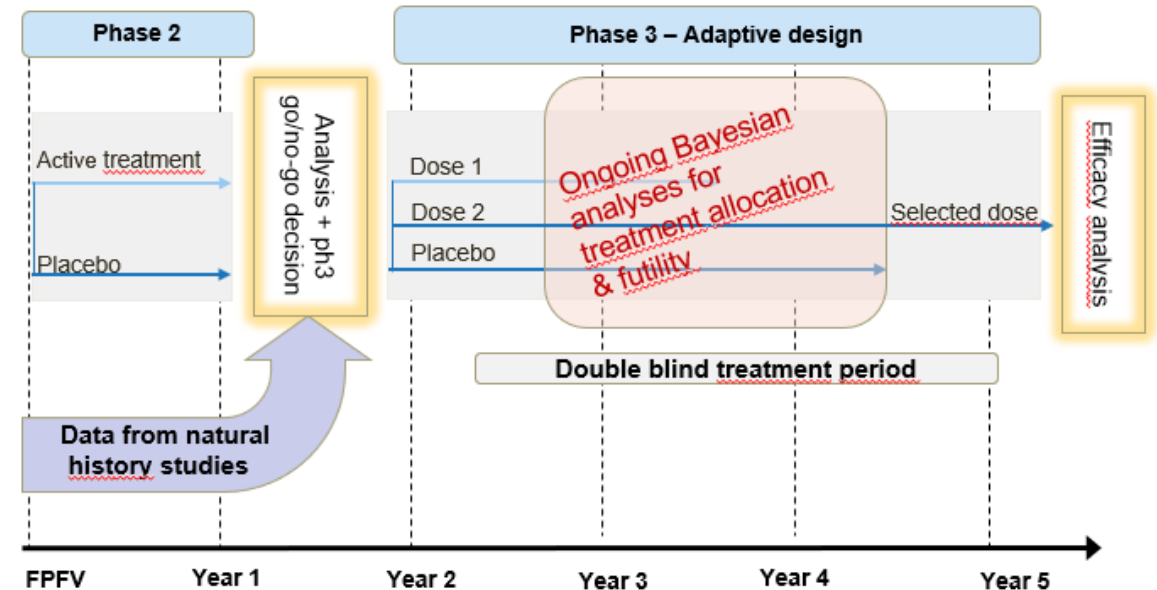 Phase 2
Phase 3 – Adaptive design
Active treatment
Placebo
Analysis + ph3
go/no-go decision
Dose 1
Dose 2
Placebo
Ongoing Bayesian
analyses for
treatment allocation
& futility
Selected dose
Efficacy analysis
Double blind treatment period
Data from natural
history studies
FPFV
Year 1
Year 2
Year 3
Year 4
Year 5